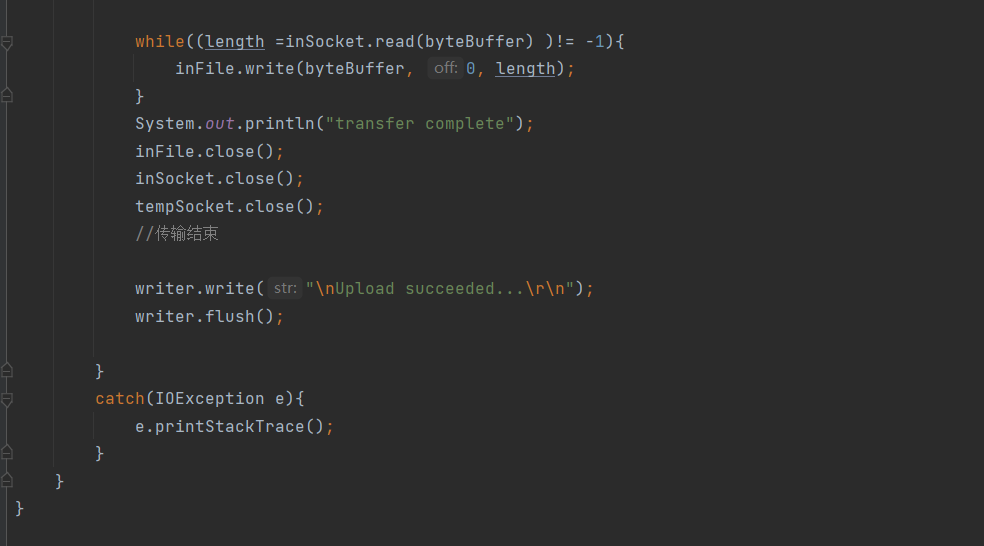 while((length =inSocket.read(byteBuffer) )!= -1){
inFile.write(byteBuffer, off: 0, length);
}
System.out.println("transfer complete");
inFile.close();
inSocket.close();
tempSocket.close();
//传输结束
writer.write( str: "\nUpload succeeded...\r\n");
writer.flush();
}
catch(IOException e){
e.printStackTrace();
}
}
}